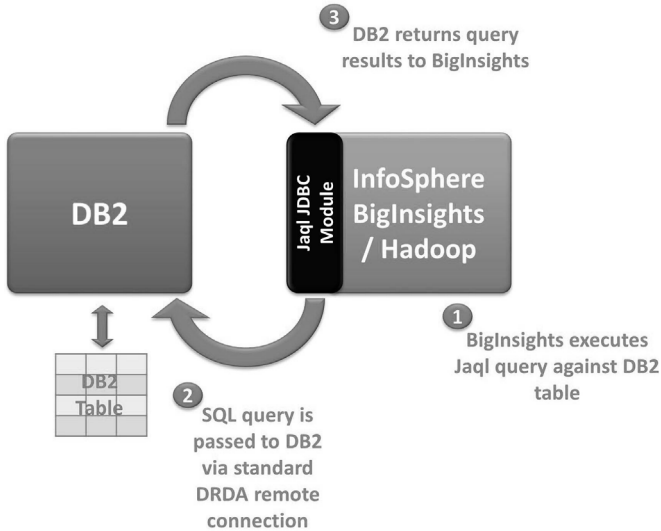 3
DB2 returns query
results to BigInsights
DB2
Jaql JDBC
Module
InfoSphere
BigInsights
/ Hadoop
1
BigInsights executes
Jaql query against DB2
table
DB2
Table
2
SQL query is
passed to DB2
via standard
DRDA remote
connection